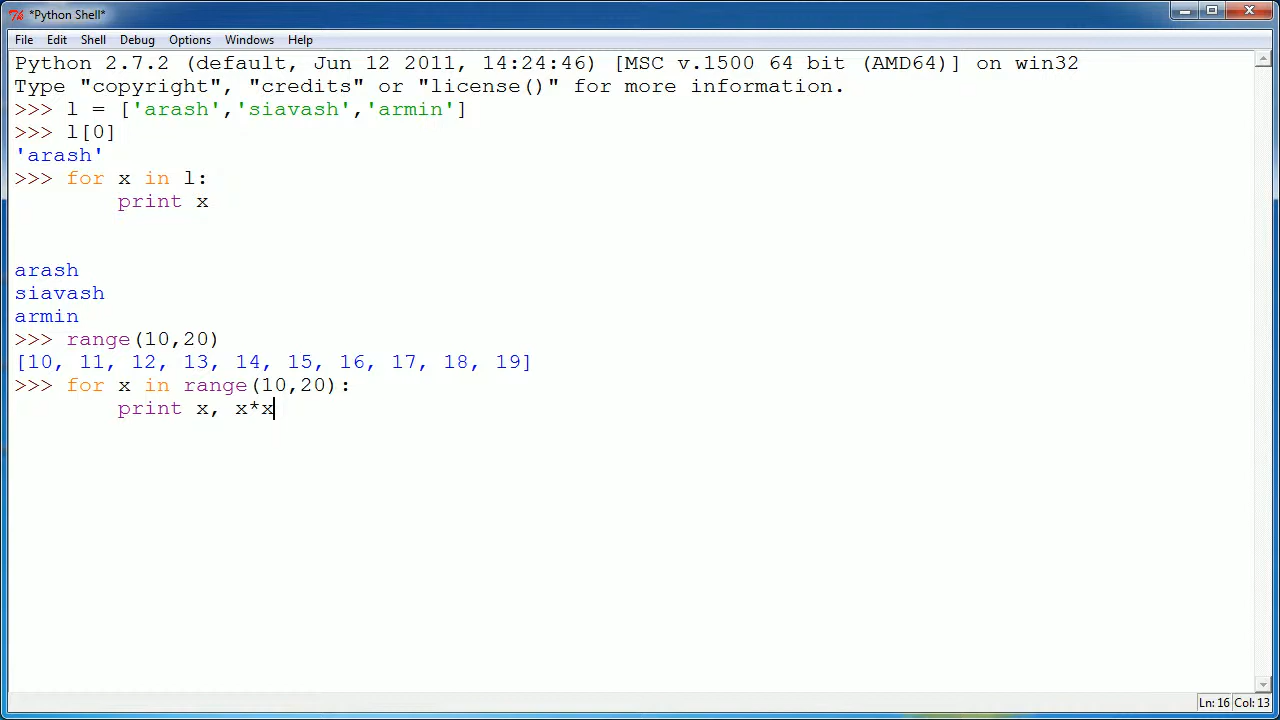 *Python Shell*
File Edit Shell Debug Options Windows Help
Python 2.7.2 (default, Jun 12 2011, 14:24:46) [MSC v.1500 64 bit (AMD64)] on win32
Type "copyright", "credits" or "license()" for more information.
>>> l = ['arash','siavash','armin']
>>> l[0]
'arash'
>>> for x in l:
        print x
arash
siavash
armin
>>> range(10,20)
[10, 11, 12, 13, 14, 15, 16, 17, 18, 19]
>>> for x in range(10,20):
        print x, x*x
Ln: 16 Col: 13